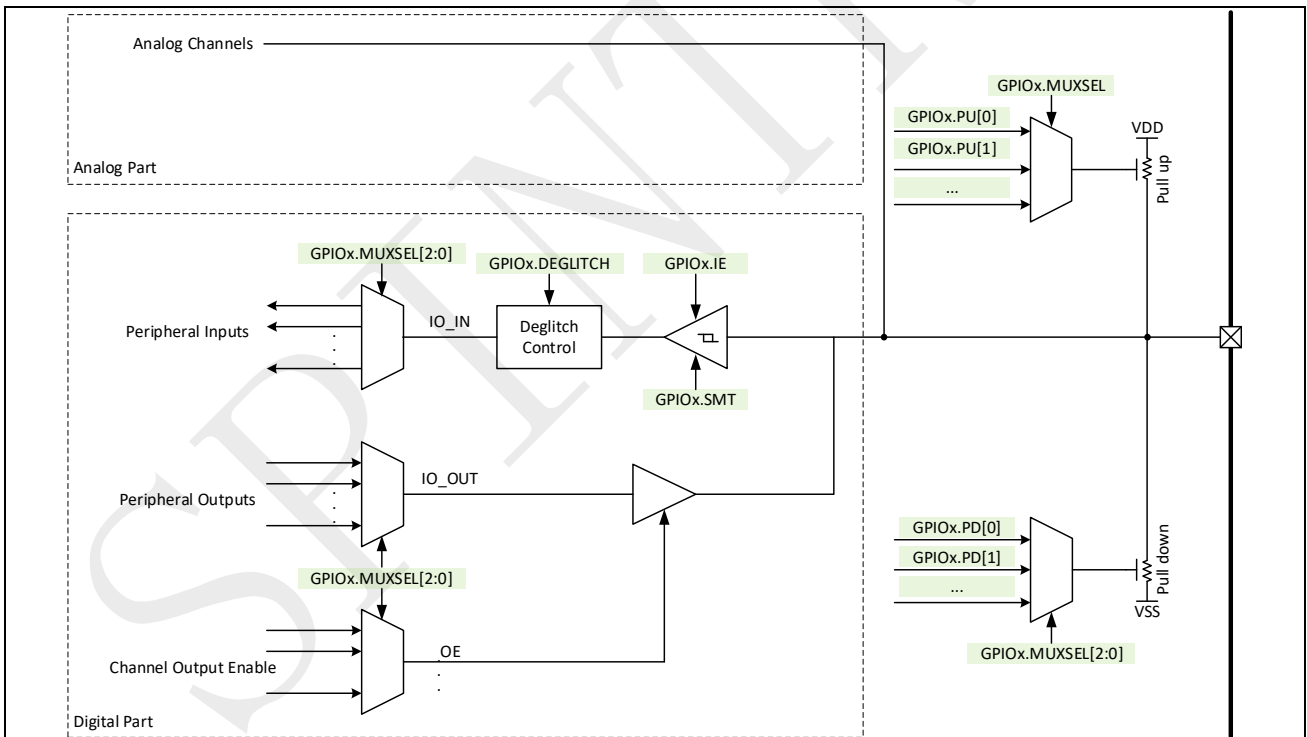 Analog Channels
Analog Part
GPIOx.MUXSEL
GPIOx.PU[0]
GPIOx.PU[1]
...
VDD
Pull up
GPIOx.MUXSEL[2:0]
GPIOx.DEGLITCH
GPIOx.IE
Peripheral Inputs
IO_IN
Deglitch
Control
GPIOx.SMT
Peripheral Outputs
IO_OUT
GPIOx.MUXSEL[2:0]
Channel Output Enable
OE
Digital Part
GPIOx.PD[0]
GPIOx.PD[1]
...
Pull down
VSS
GPIOx.MUXSEL[2:0]
SPINT